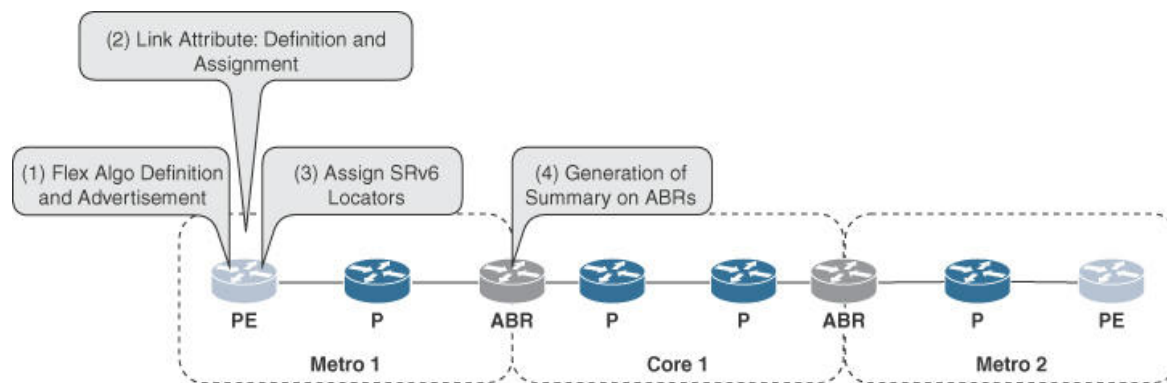 (2) Link Attribute: Definition and
Assignment
(1) Flex Algo Definition
and Advertisement
(3) Assign SRv6
Locators
(4) Generation of
Summary on ABRs
PE
P
ABR
P
P
ABR
P
PE
Metro 1
Core 1
Metro 2